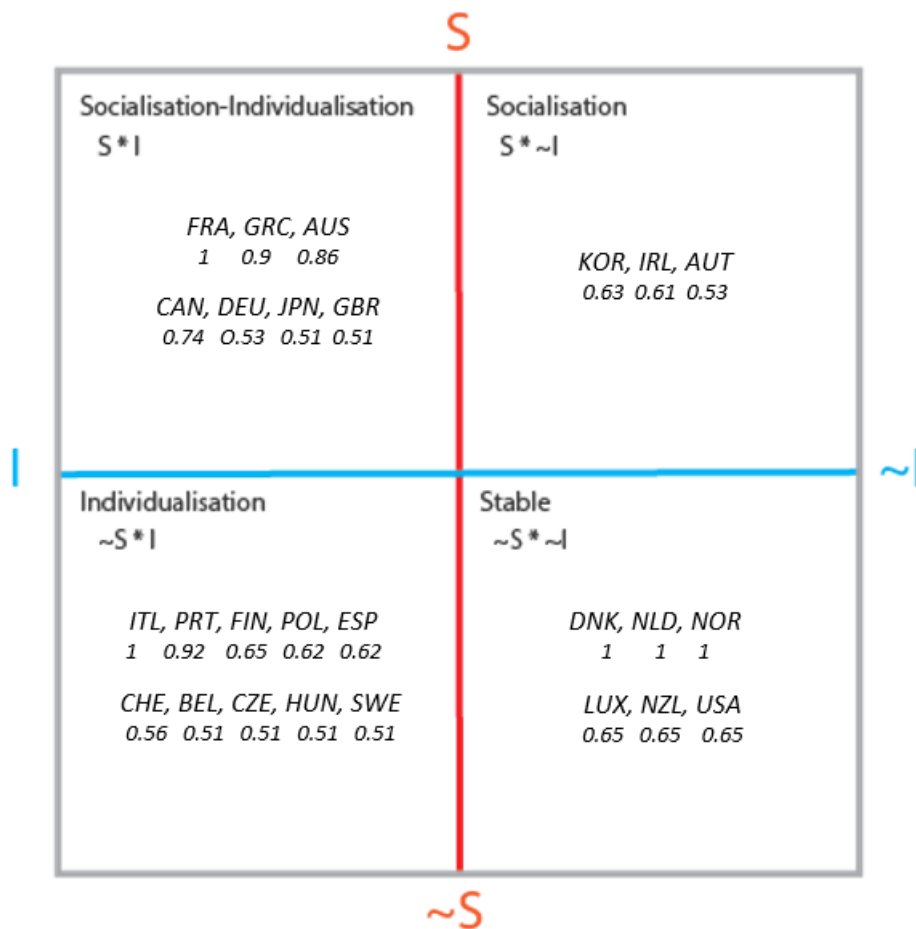 S
Socialisation-Individualisation
S * I
FRA, GRC, AUS
1 0.9 0.86
CAN, DEU, JPN, GBR
0.74 O.53 0.51 0.51
Socialisation
S * ~I
KOR, IRL, AUT
0.63 0.61 0.53
I
~I
Individualisation
~S * I
ITL, PRT, FIN, POL, ESP
1 0.92 0.65 0.62 0.62
CHE, BEL, CZE, HUN, SWE
0.56 0.51 0.51 0.51 0.51
Stable
~S * ~I
DNK, NLD, NOR
1 1 1
LUX, NZL, USA
0.65 0.65 0.65
~S